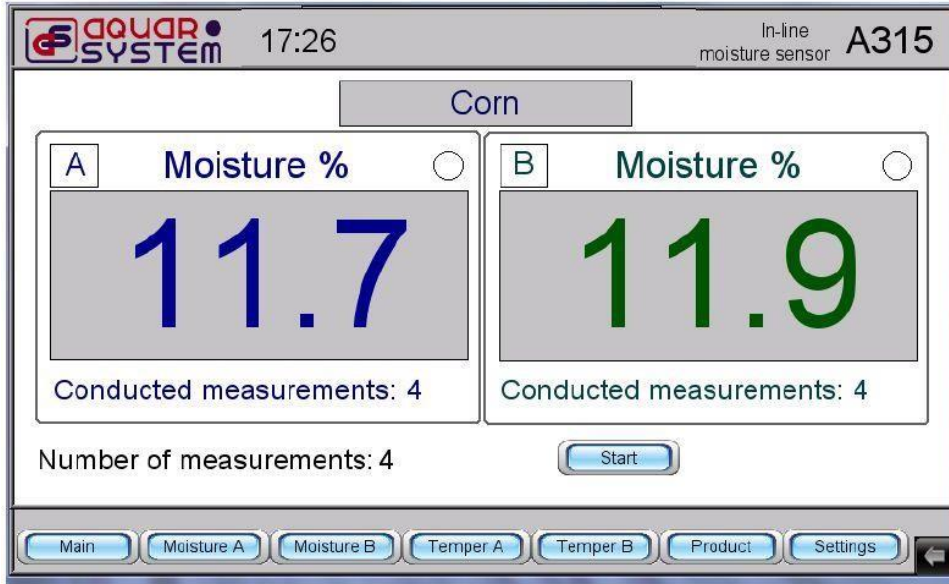 aquar
system
17:26
In-line
moisture sensor
A315
Corn
A
Moisture %
11.7
Conducted measurements: 4
B
Moisture %
11.9
Conducted measurements: 4
Number of measurements: 4
Start
Main
Moisture A
Moisture B
Temper A
Temper B
Product
Settings